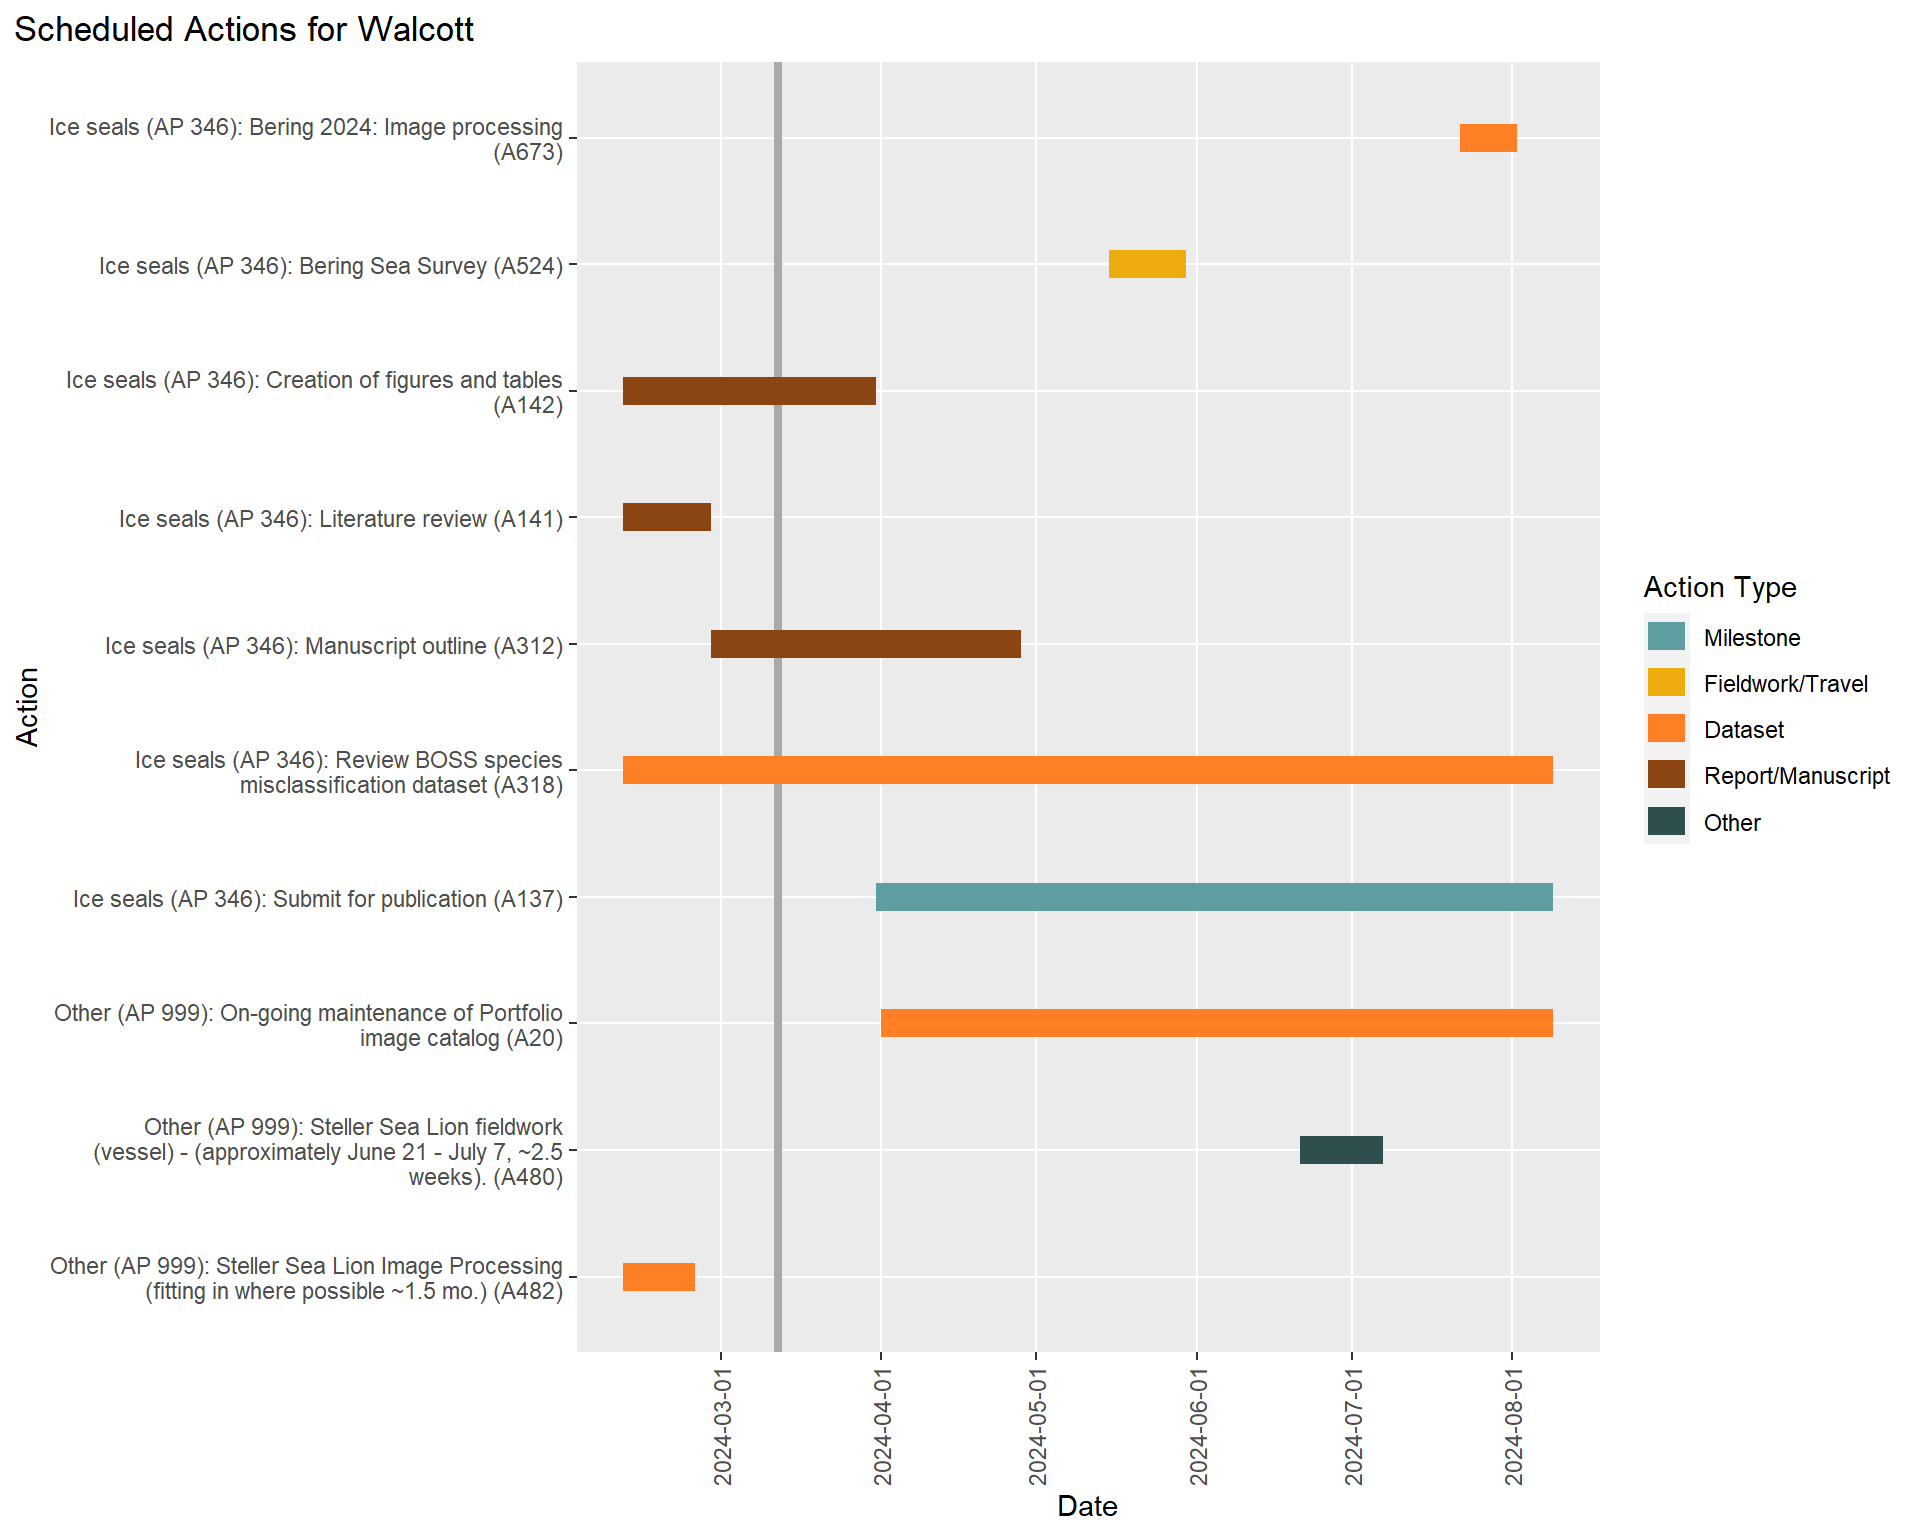 Scheduled Actions for Walcott
Ice seals (AP 346): Bering 2024: Image processing
(A673)
Ice seals (AP 346): Bering Sea Survey (A524)
Ice seals (AP 346): Creation of figures and tables
(A142)
Ice seals (AP 346): Literature review (A141)
Ice seals (AP 346): Manuscript outline (A312)
Ice seals (AP 346): Review BOSS species
misclassification dataset (A318)
Ice seals (AP 346): Submit for publication (A137)
Other (AP 999): On-going maintenance of Portfolio
image catalog (A20)
Other (AP 999): Steller Sea Lion fieldwork
(vessel) - (approximately June 21 - July 7, ~2.5
weeks). (A480)
Other (AP 999): Steller Sea Lion Image Processing
(fitting in where possible ~1.5 mo.) (A482)
Action
2024-03-01
2024-04-01
2024-05-01
2024-06-01
2024-07-01
2024-08-01
Date
Action Type
Milestone
Fieldwork/Travel
Dataset
Report/Manuscript
Other